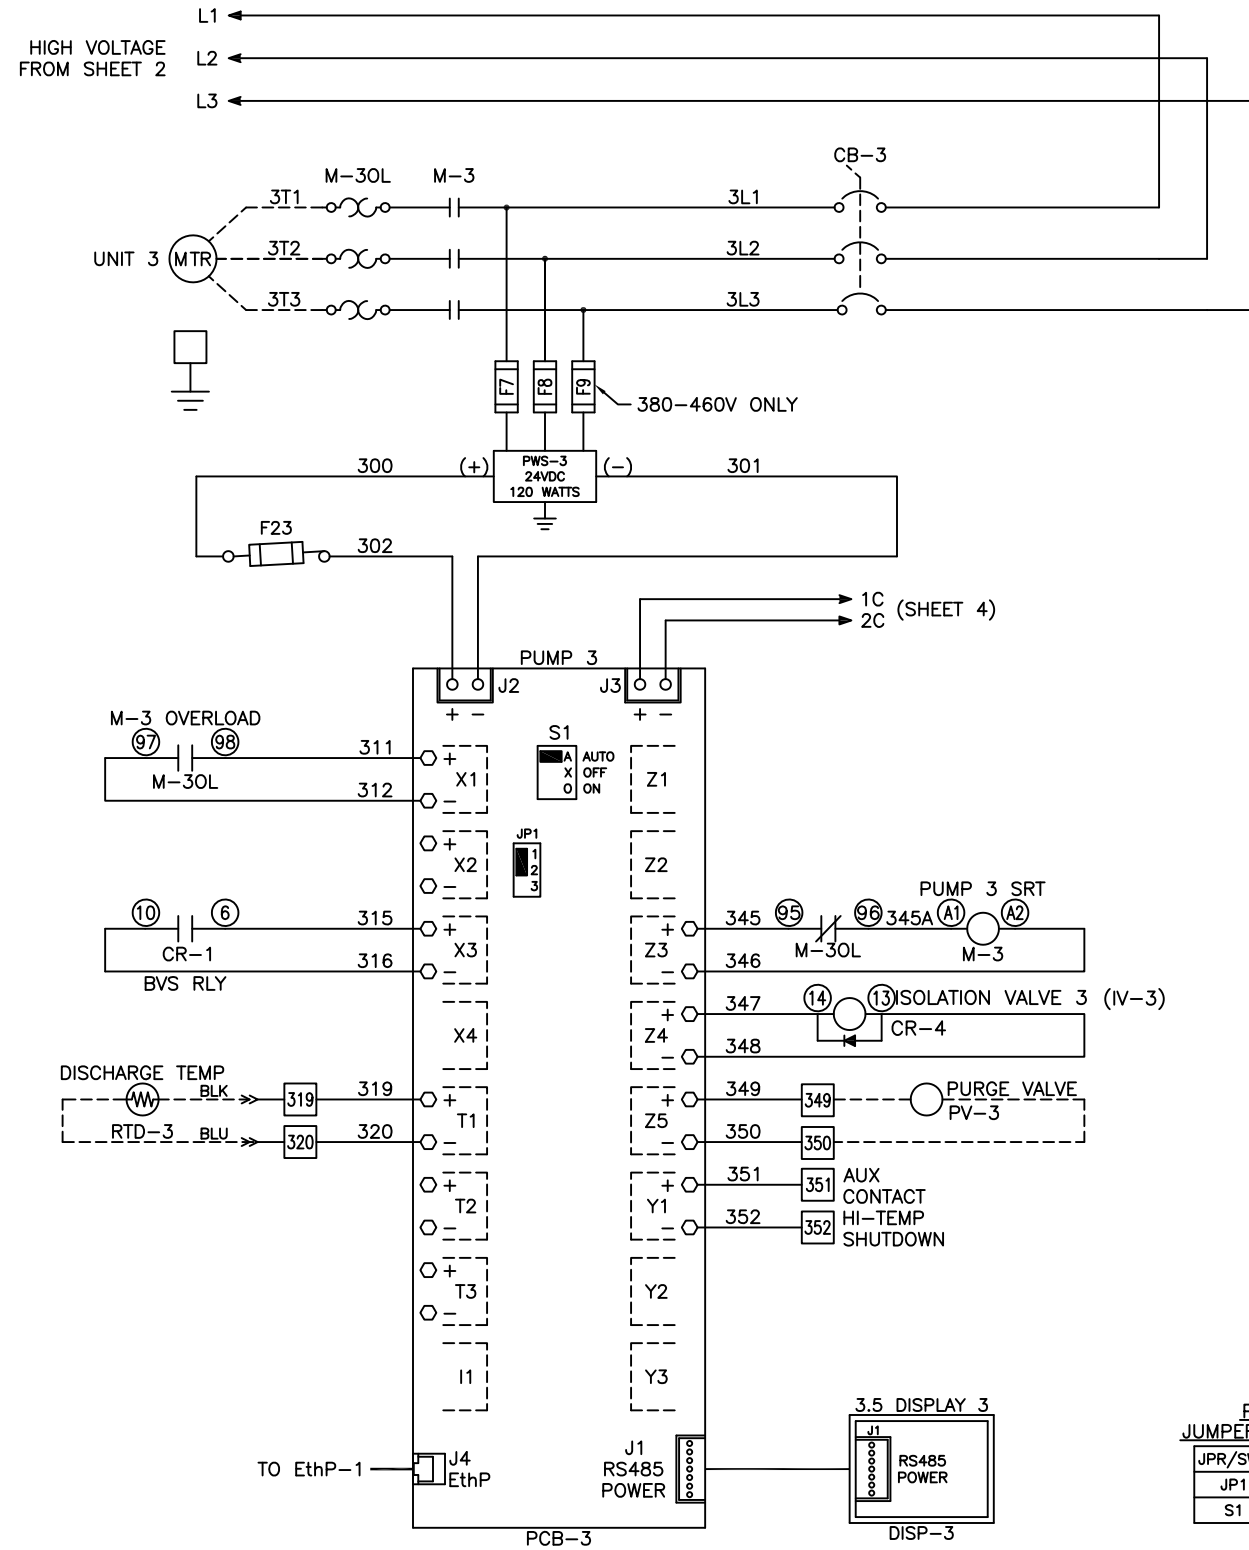 L1
HIGH VOLTAGE
FROM SHEET 2
L2
L3
CB-3
M-3OL
M-3
3T1
3L1
UNIT 3
MTR
3T2
3L2
3T3
3L3
F7
F8
F9
380-460V ONLY
300
(+)
PWS-3
24VDC
120 WATTS
(-)
301
F23
302
1C
2C
(SHEET 4)
PUMP 3
J2
J3
+ -
+ -
M-3 OVERLOAD
97
98
311
M-3OL
312
+
X1
-
S1
A AUTO
X OFF
O ON
Z1
+
X2
-
JP1
1
2
3
Z2
10
6
315
CR-1
316
BVS RLY
+
X3
-
+
Z3
-
PUMP 3 SRT
345
95
96
345A
A1
A2
M-3OL
M-3
346
X4
+
Z4
-
347
14
13
ISOLATION VALVE 3 (IV-3)
CR-4
348
DISCHARGE TEMP
BLK
319
319
RTD-3
BLU
320
320
+
T1
-
+
Z5
-
349
349
PURGE VALVE
PV-3
350
350
+
T2
-
+
Y1
-
351
351
AUX
CONTACT
352
352
HI-TEMP
SHUTDOWN
+
T3
-
Y2
I1
Y3
TO EthP-1
J4
EthP
J1
RS485
POWER
3.5 DISPLAY 3
J1
RS485
POWER
DISP-3
PCB-3
JUMPER
JPR/SW
JP1
S1